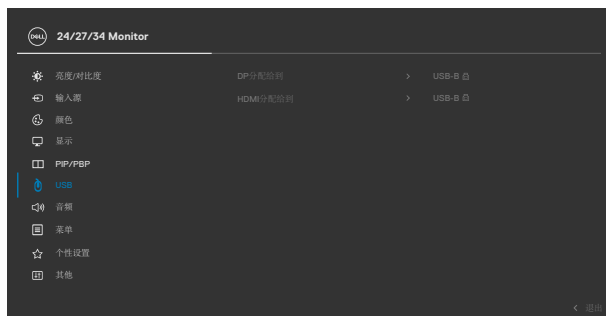 DELL 24/27/34 Monitor
亮度/对比度
DP分配给到 > USB-B
输入源
HDMI分配给到 > USB-B
颜色
显示
PIP/PBP
USB
音频
菜单
个性设置
其他
< 退出